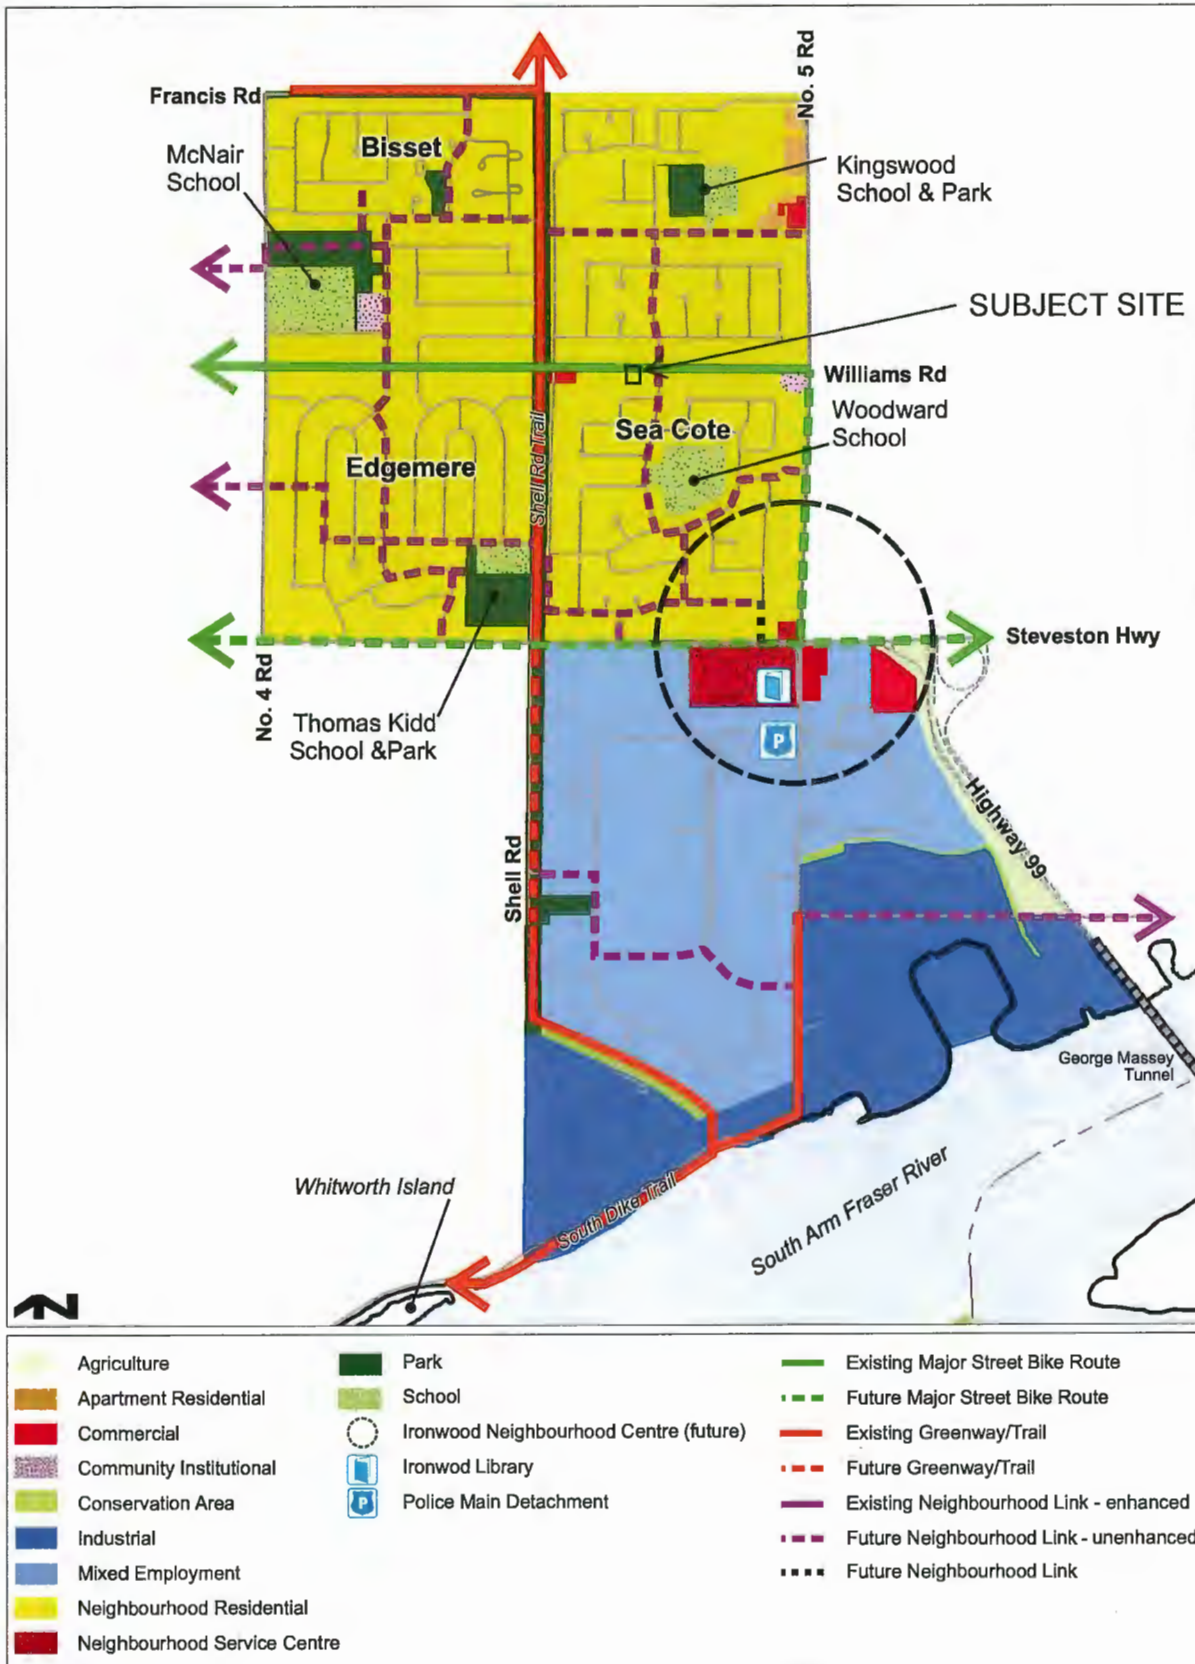 No. 5 Rd
Francis Rd
Bisset
McNair
School
Kingswood
School & Park
SUBJECT SITE
Williams Rd
Woodward
School
Sea Cote
Edgemere
Shell Rd Trail
Steveston Hwy
No. 4 Rd
Thomas Kidd
School &Park
P
Highway 99
Shell Rd
George Massey
Tunnel
Whitworth Island
South Dike Trail
South Arm Fraser River
N
Agriculture
Apartment Residential
Commercial
Community Institutional
Conservation Area
Industrial
Mixed Employment
Neighbourhood Residential
Neighbourhood Service Centre
Park
School
Ironwood Neighbourhood Centre (future)
Ironwod Library
P
Police Main Detachment
Existing Major Street Bike Route
Future Major Street Bike Route
Existing Greenway/Trail
Future Greenway/Trail
Existing Neighbourhood Link - enhanced
Future Neighbourhood Link - unenhanced
Future Neighbourhood Link